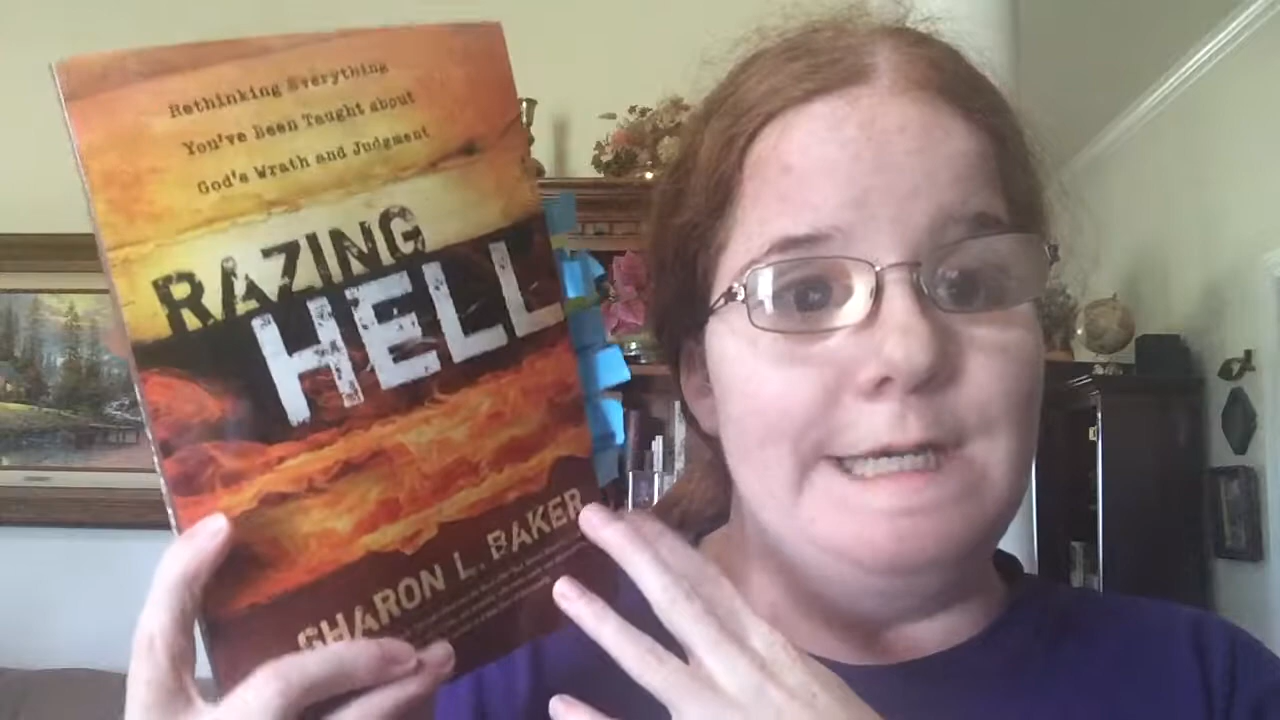 Rethinking Everything
You've Been Taught about
God's Wrath and Judgment
RAZING
HELL
SHARON L. BAKER